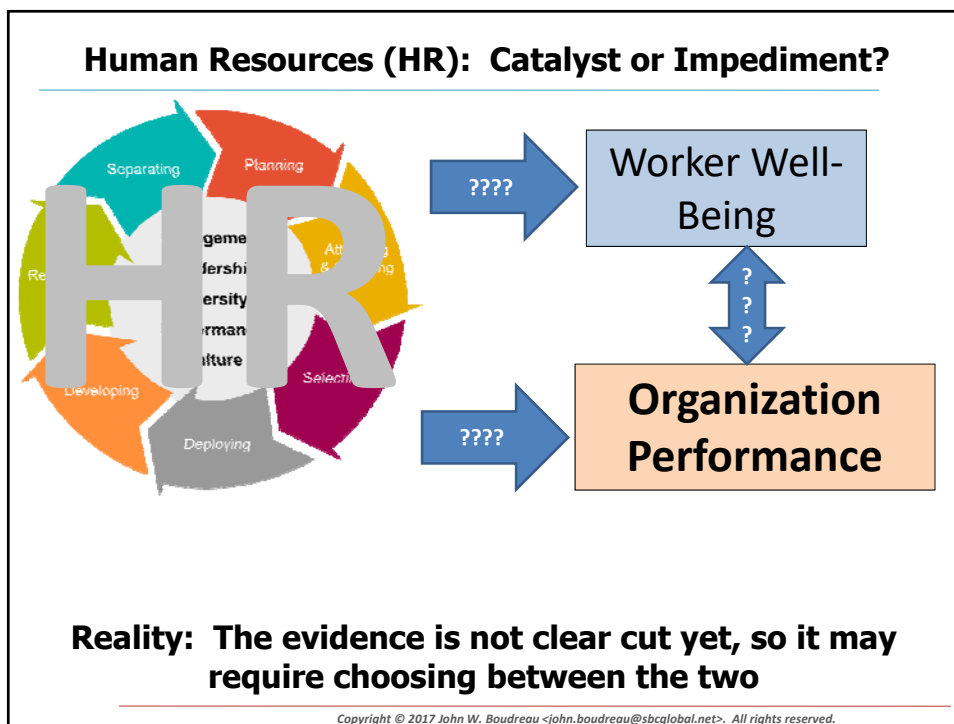 Human Resources (HR): Catalyst or Impediment?
Separating
Planning
Selecti
Deploying
Developing
HR
????
Worker Well-
Being
?
?
?
????
Organization
Performance
Reality: The evidence is not clear cut yet, so it may
require choosing between the two
Copyright © 2017 John W. Boudreau <john.boudreau@sbcglobal.net>. All rights reserved.